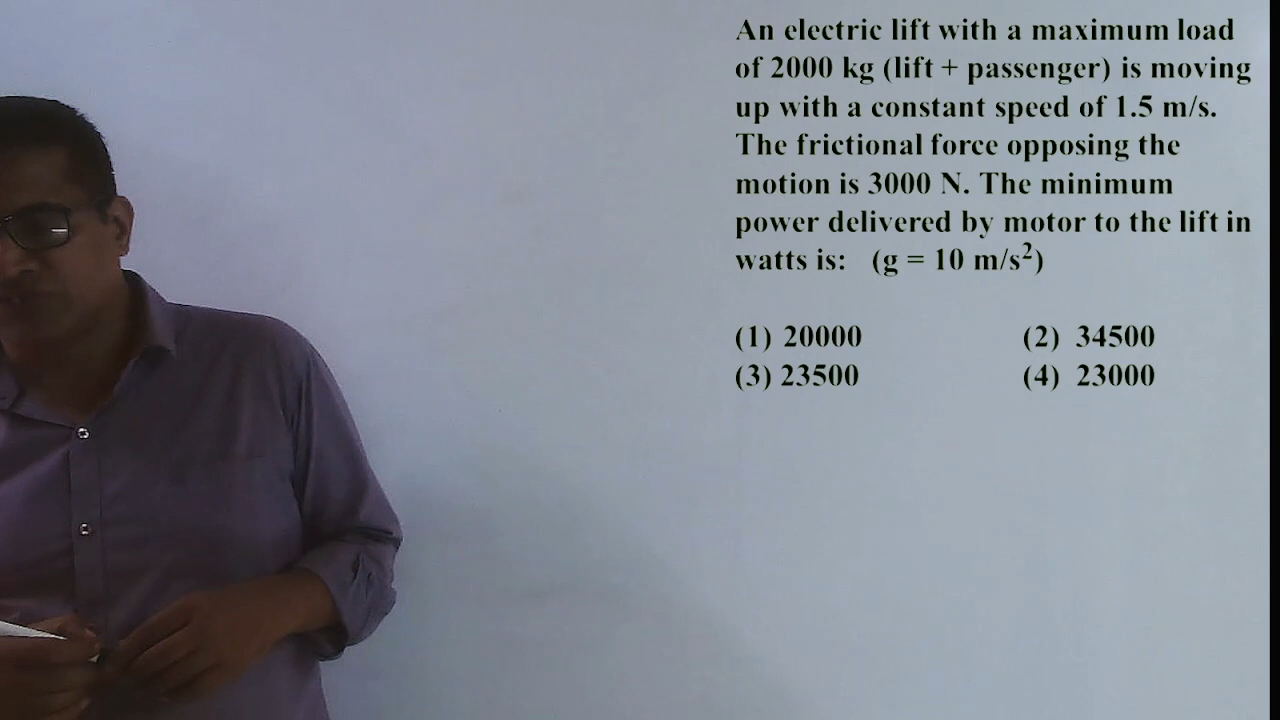 An electric lift with a maximum load
of 2000 kg (lift + passenger) is moving
up with a constant speed of 1.5 m/s.
The frictional force opposing the
motion is 3000 N. The minimum
power delivered by motor to the lift in
watts is: (g = 10 m/s²)
(1) 20000 (2) 34500
(3) 23500 (4) 23000